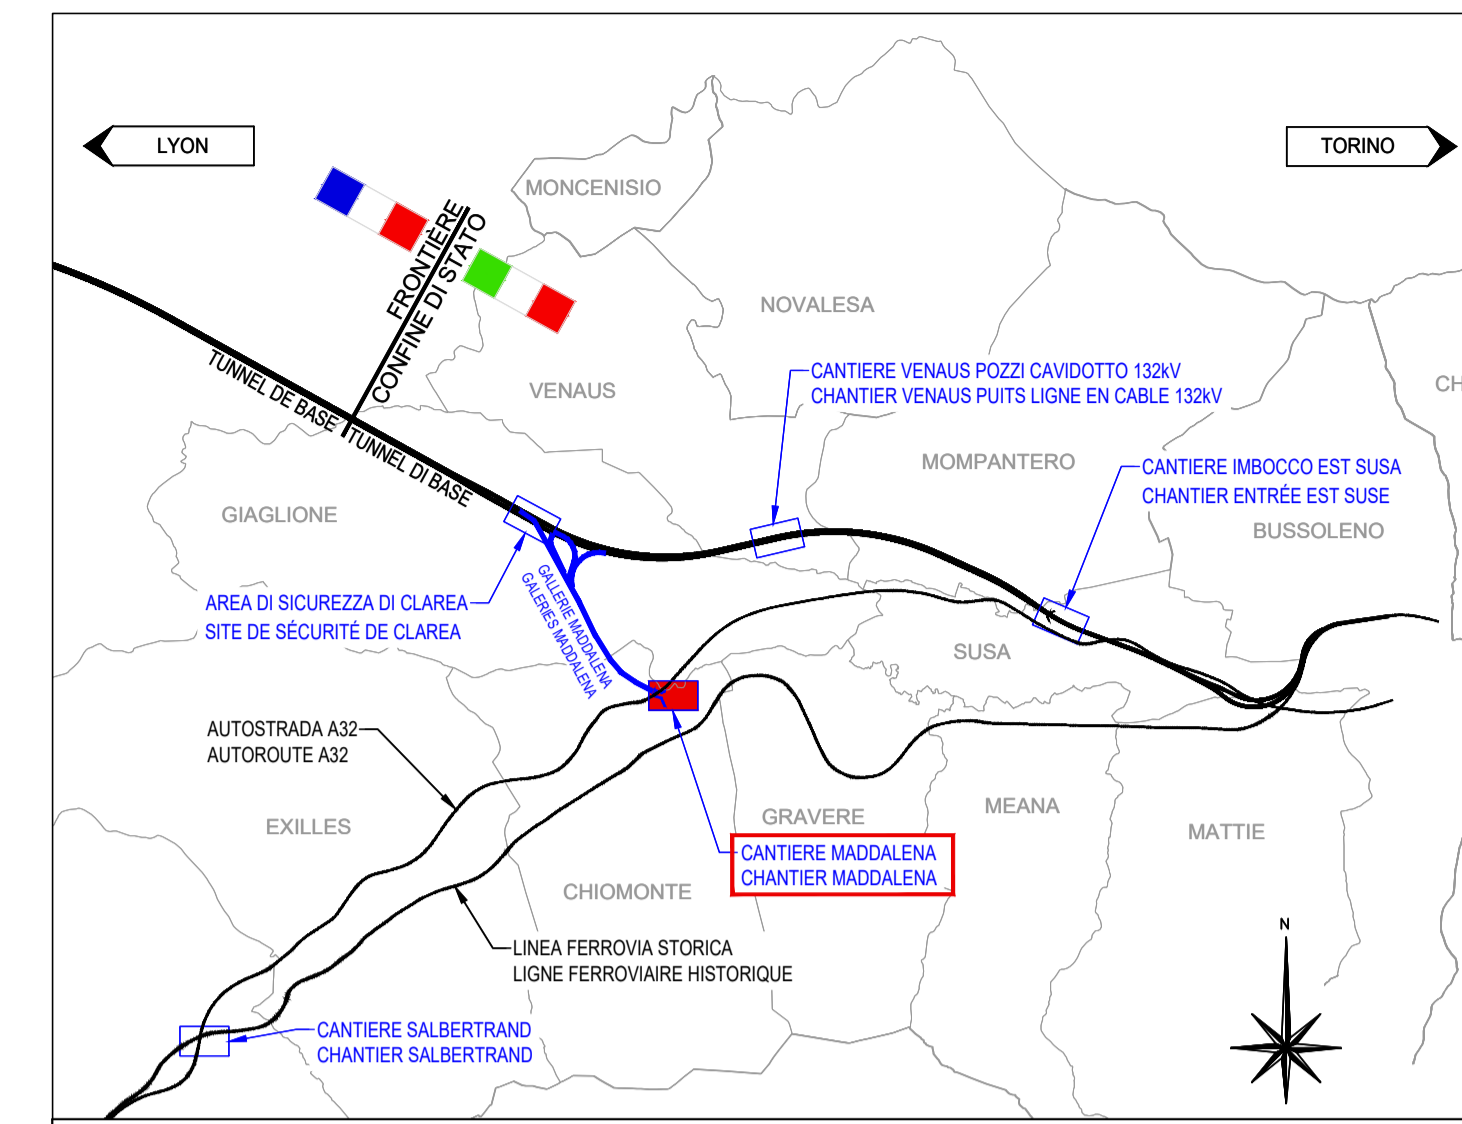 LYON
TORINO
MONCENISIO
FRONTIÈRE
CONFINE DI STATO
NOVALESA
TUNNEL DE BASE
TUNNEL DI BASE
VENAUS
CANTIERE VENAUS POZZI CAVIDOTTO 132kV
CHANTIER VENAUS PUITS LIGNE EN CABLE 132kV
CH
MOMPANTERO
CANTIERE IMBOCCO EST SUSA
CHANTIER ENTRÉE EST SUSE
GIAGLIONE
BUSSOLENO
AREA DI SICUREZZA DI CLAREA
SITE DE SÉCURITÉ DE CLAREA
GALLERIE MADDALENA
GALERIES MADDALENA
SUSA
AUTOSTRADA A32
AUTOROUTE A32
EXILLES
GRAVERE
MEANA
MATTIE
CANTIERE MADDALENA
CHANTIER MADDALENA
CHIOMONTE
LINEA FERROVIA STORICA
LIGNE FERROVIAIRE HISTORIQUE
N
CANTIERE SALBERTRAND
CHANTIER SALBERTRAND